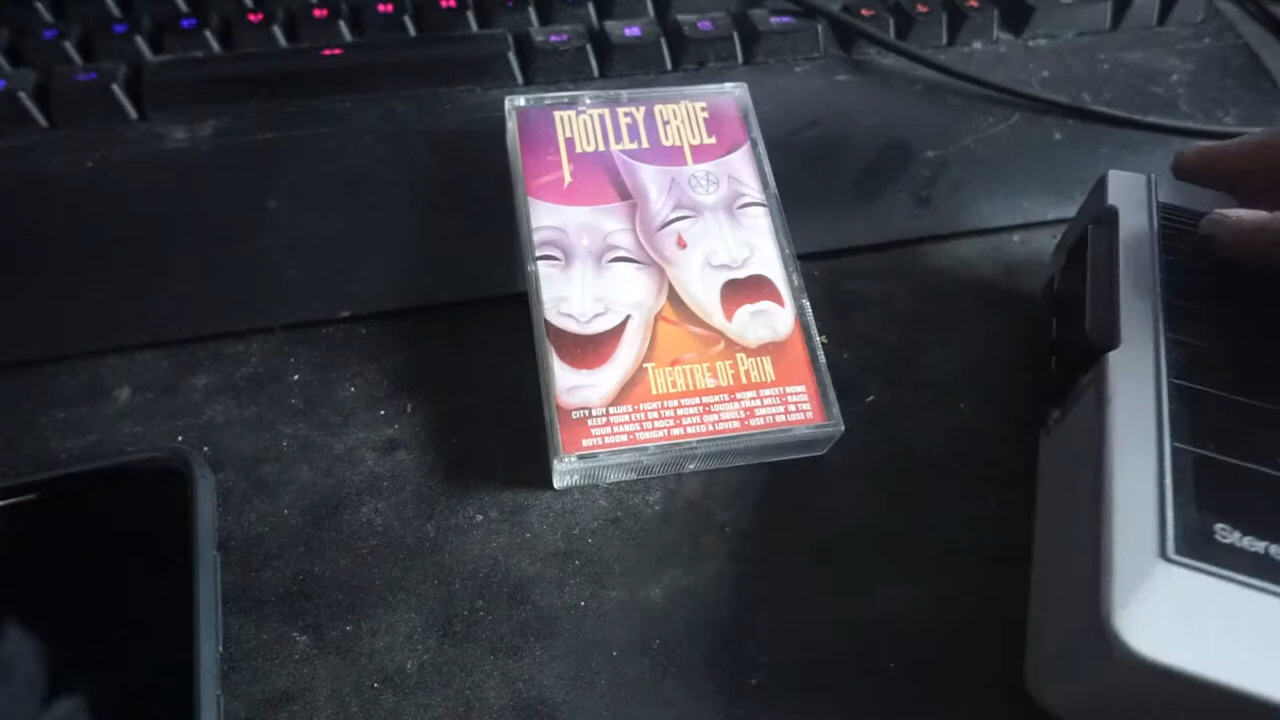 MÖTLEY CRÜE
THEATRE OF PAIN
CITY BOY BLUES • FIGHT FOR YOUR RIGHTS • HOME SWEET HOME
KEEP YOUR EYE ON THE MONEY • LOUDER THAN HELL • RAISE
YOUR HANDS TO ROCK • SAVE OUR SOULS • SMOKIN' IN THE
BOYS ROOM • TONIGHT (WE NEED A LOVER) • USE IT OR LOSE IT